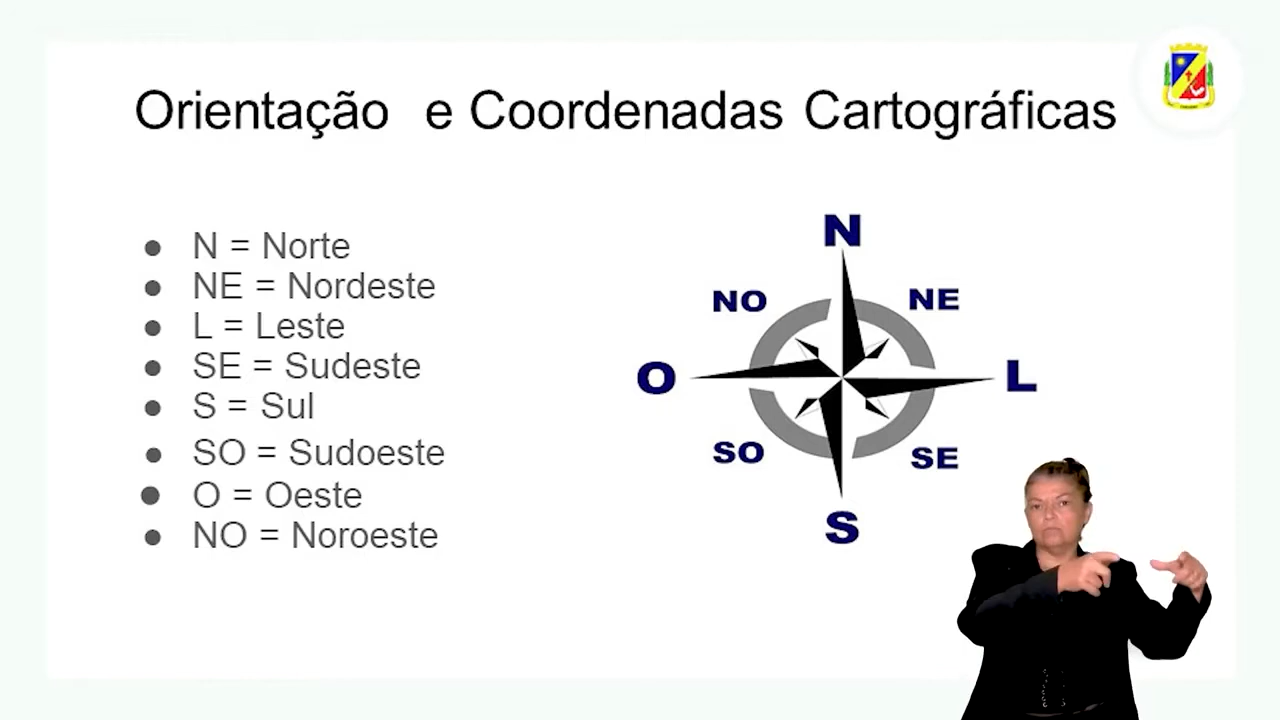 Orientação e Coordenadas Cartográficas
● N = Norte
● NE = Nordeste
● L = Leste
● SE = Sudeste
● S = Sul
● SO = Sudoeste
● O = Oeste
● NO = Noroeste
N
NO
NE
O
L
SO
SE
S